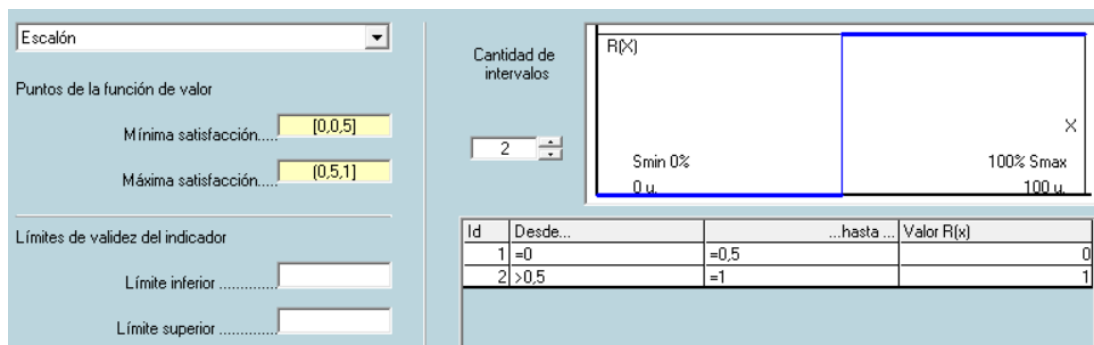 Escalón
Puntos de la función de valor
Mínima satisfacción..... [0,0,5]
Máxima satisfacción..... (0,5,1]
Límites de validez del indicador
Límite inferior .............
Límite superior .............
Cantidad de
intervalos
2
R(X)
X
Smin 0% 100% Smax
0 u. 100 u.
Id Desde... ...hasta ... Valor R(x)
1 =0 =0,5 0
2 >0,5 =1 1